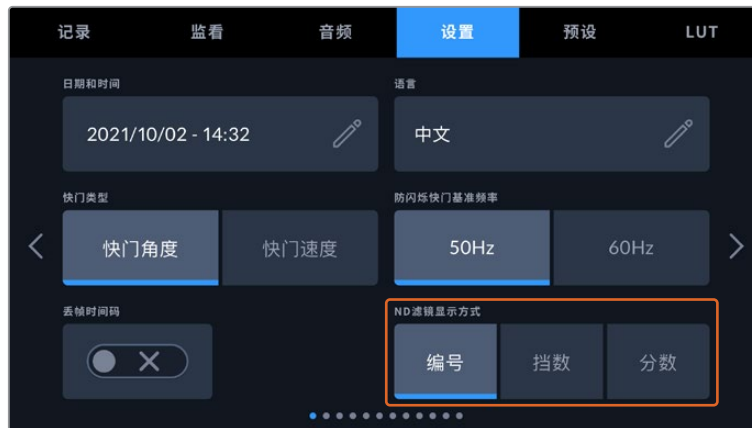 记录 监看 音频 设置 预设 LUT
日期和时间 语言
2021/10/02 - 14:32 中文
快门类型 防闪烁快门基准频率
快门角度 快门速度 50Hz 60Hz
丢帧时间码 ND滤镜显示方式
编号 挡数 分数